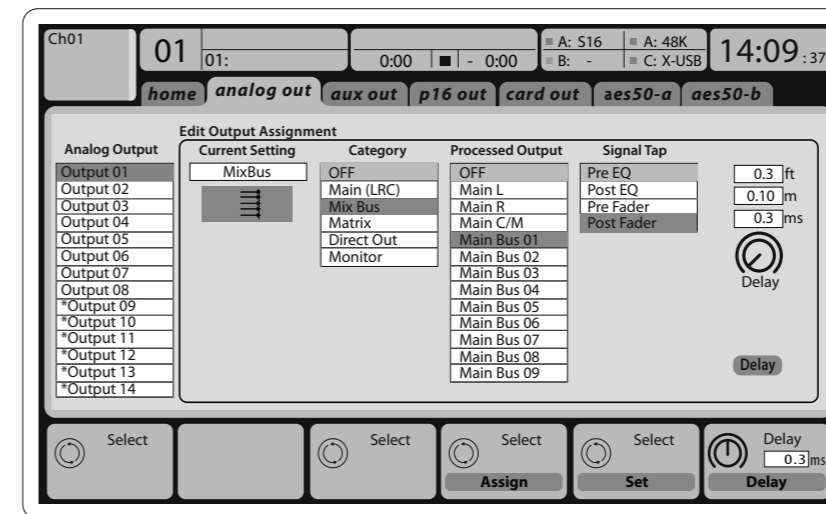 Ch01
01
01:
0:00 - 0:00
A: S16
B: -
A: 48K
C: X-USB
14:09 : 37
home analog out aux out p16 out card out aes50-a aes50-b
Edit Output Assignment
Analog Output
Output 01
Output 02
Output 03
Output 04
Output 05
Output 06
Output 07
Output 08
*Output 09
*Output 10
*Output 11
*Output 12
*Output 13
*Output 14
Current Setting
MixBus
Category
OFF
Main (LRC)
Mix Bus
Matrix
Direct Out
Monitor
Processed Output
OFF
Main L
Main R
Main C/M
Main Bus 01
Main Bus 02
Main Bus 03
Main Bus 04
Main Bus 05
Main Bus 06
Main Bus 07
Main Bus 08
Main Bus 09
Signal Tap
Pre EQ
Post EQ
Pre Fader
Post Fader
0.3 ft
0.10 m
0.3 ms
Delay
Delay
Select
Select
Select
Assign
Select
Set
Delay
0.3 ms
Delay